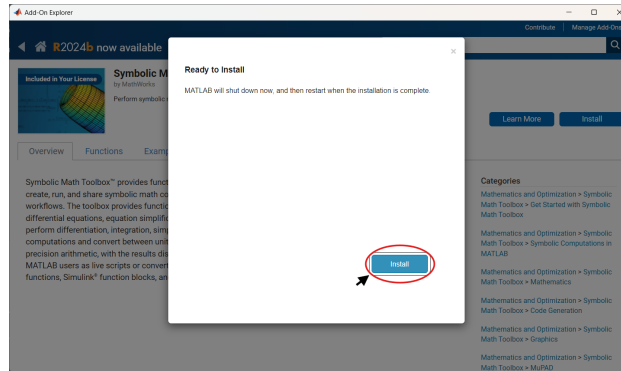 Add-On Explorer
Contribute
Manage Add-Ons
R2024b now available
Included in Your License
Symbolic M
by MathWorks
Perform symbolic
Learn More
Install
Overview
Functions
Examp
×
Ready to Install
MATLAB will shut down now, and then restart when the installation is complete.
Install
Symbolic Math Toolbox™ provides funct
create, run, and share symbolic math co
workflows. The toolbox provides functio
differential equations, equation simplific
perform differentiation, integration, simp
computations and convert between unit
precision arithmetic, with the results dis
MATLAB users as live scripts or convert
functions, Simulink® function blocks, an
Categories
Mathematics and Optimization > Symbolic
Math Toolbox > Get Started with Symbolic
Math Toolbox
Mathematics and Optimization > Symbolic
Math Toolbox > Symbolic Computations in
MATLAB
Mathematics and Optimization > Symbolic
Math Toolbox > Mathematics
Mathematics and Optimization > Symbolic
Math Toolbox > Code Generation
Mathematics and Optimization > Symbolic
Math Toolbox > Graphics
Mathematics and Optimization > Symbolic
Math Toolbox > MuPAD